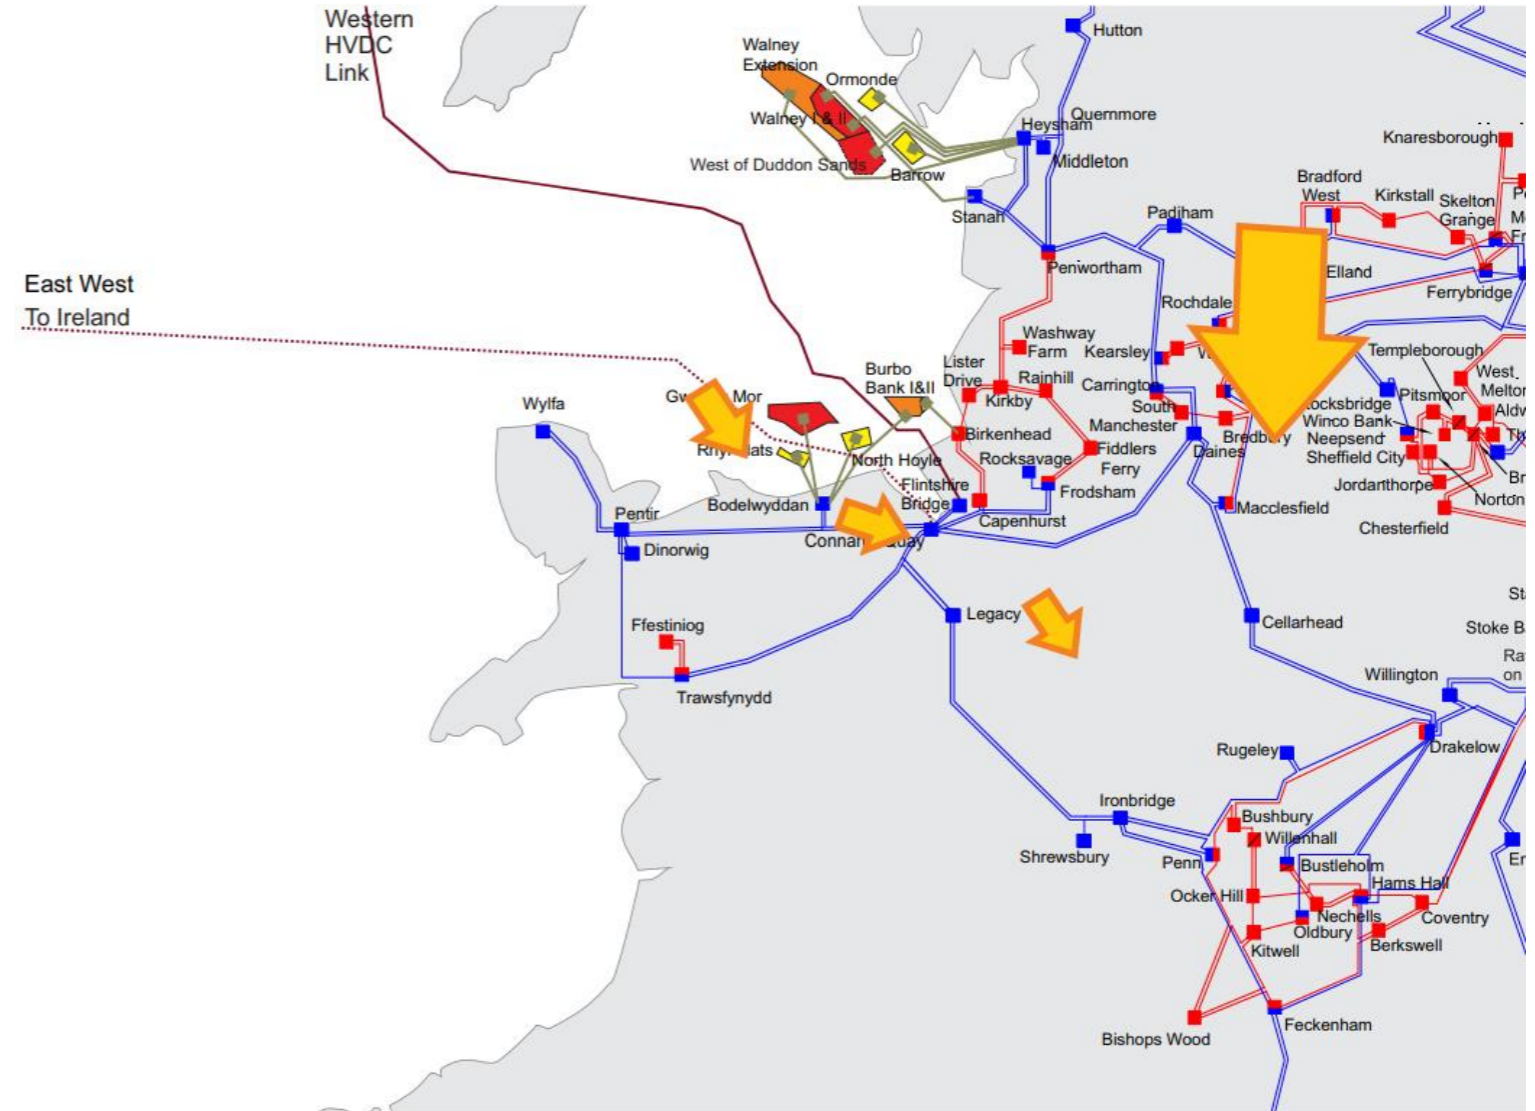 Western
HVDC
Link
Hutton
Walney
Extension
Ormonde
Walney I & II
West of Duddon Sands
Barrow
Heysham
Quernmore
Middleton
Stanah
Padiham
Penwortham
Knaresborough
Bradford
West
Kirkstall
Skelton
Grange
Elland
Ferrybridge
East West
To Ireland
Rochdale
Washway
Farm
Kearsley
Templeborough
West
Melton
Lister
Drive
Rainhill
Kirkby
Carrington
South
Manchester
Burbo
Bank I&II
Pitsmoor
Winco Bank
Neepsend
Sheffield City
Wylfa
Mor
Birkenhead
Fiddlers
Ferry
Bredbury
Daines
North Hoyle
Rocksavage
Frodsham
Flintshire
Bridge
Capenhurst
Bodelwyddan
Jordanthorpe
Norton
Macclesfield
Chesterfield
Pentir
Dinorwig
Quay
Legacy
Cellarhead
Ffestiniog
Trawsfynydd
Willington
on
Drakelow
Rugeley
Ironbridge
Shrewsbury
Bushbury
Willenhall
Penn
Bustleholm
Ocker Hill
Hams Hall
Nechells
Oldbury
Coventry
Kitwell
Berkswell
Bishops Wood
Feckenham